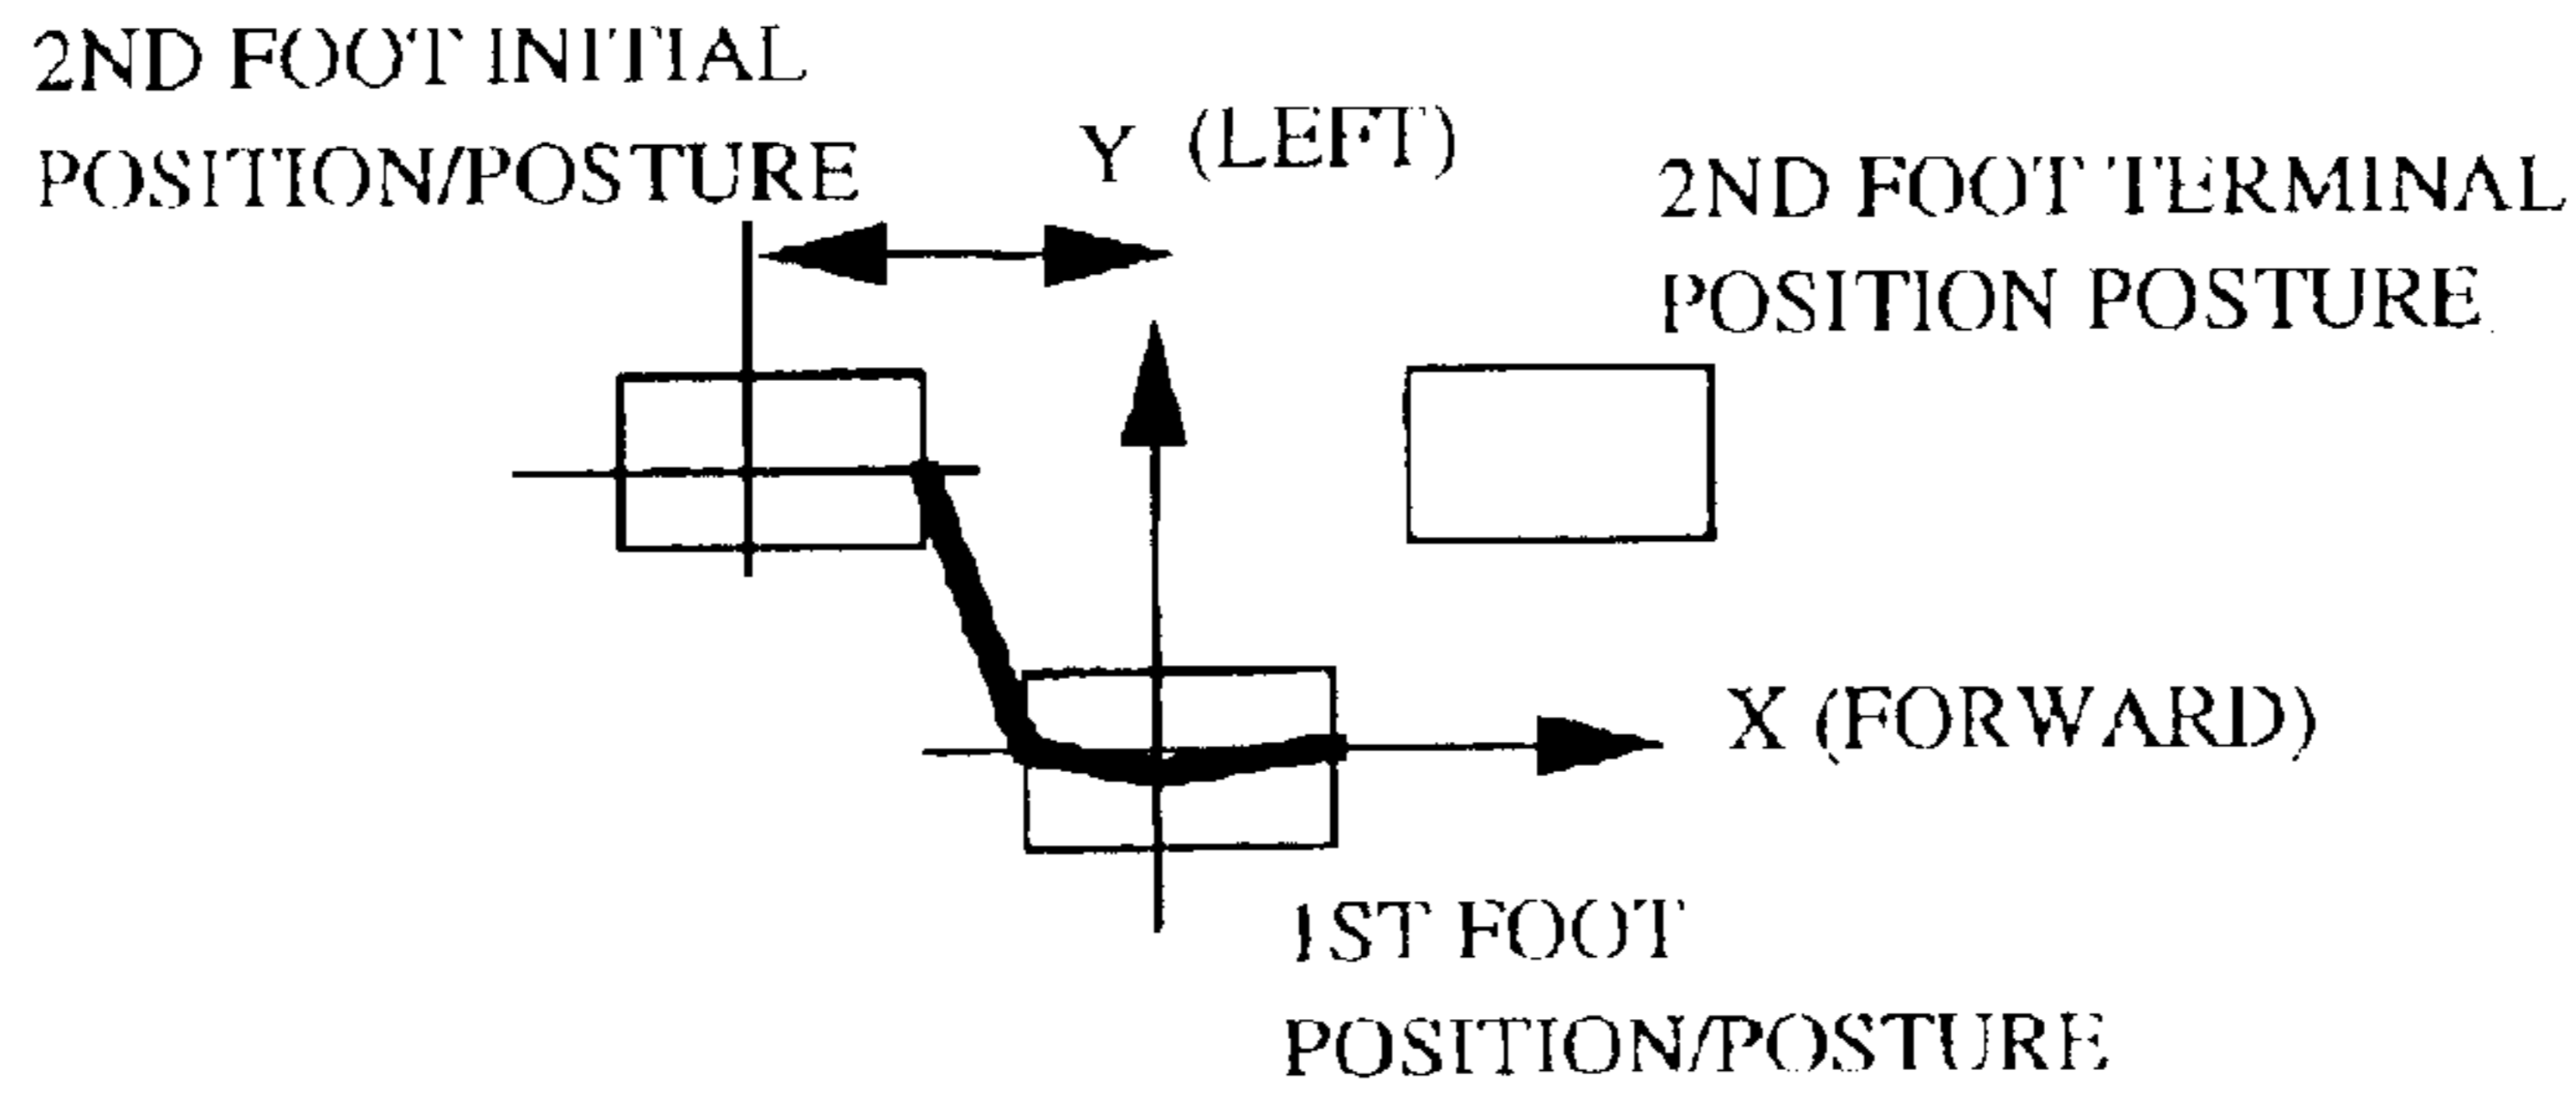 2ND FOOT INITIAL
POSITION/POSTURE
Y (LEFT)
2ND FOOT TERMINAL
POSITION POSTURE
X (FORWARD)
1ST FOOT
POSITION/POSTURE